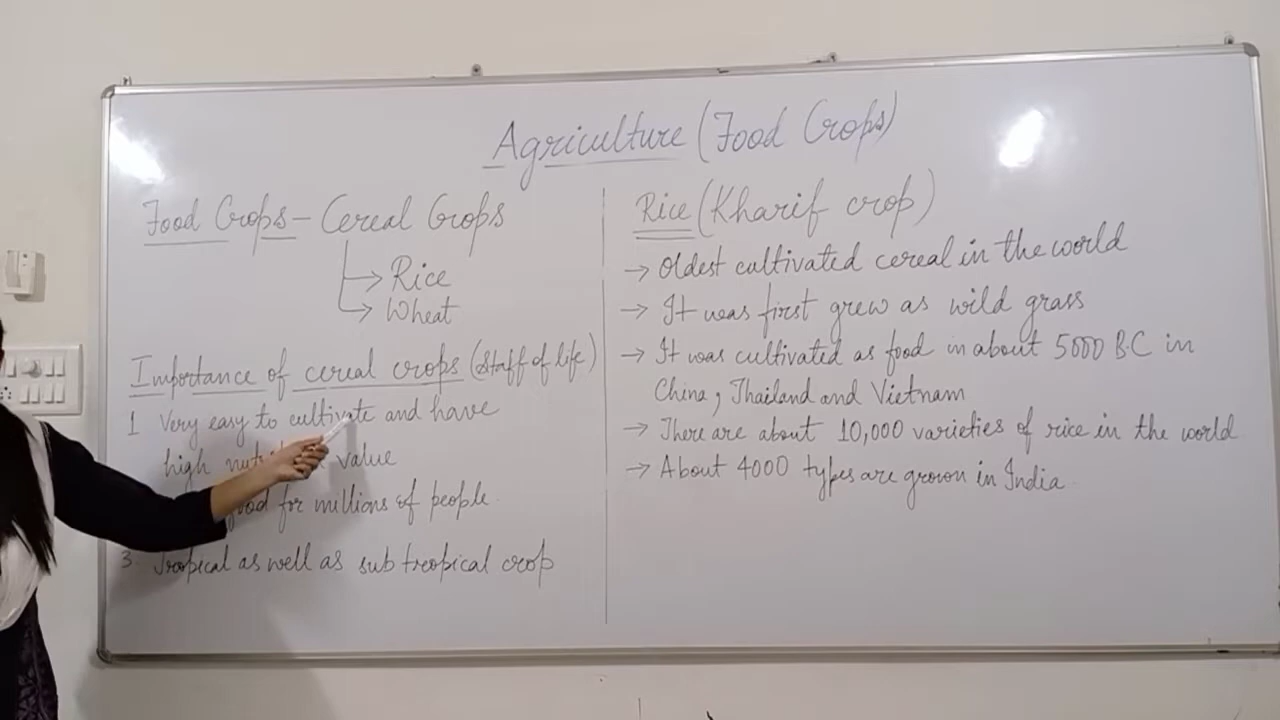 Agriculture (Food Crops)
Food Crops - Cereal Crops
→ Rice
→ Wheat
Importance of cereal crops (Staff of life)
1 Very easy to cultivate and have
high value
food for millions of people
3 Tropical as well as sub tropical crop
Rice (Kharif crop)
→ Oldest cultivated cereal in the world
→ It was first grew as wild grass
→ It was cultivated as food in about 5000 B.C in
China, Thailand and Vietnam
→ There are about 10,000 varieties of rice in the world
→ About 4000 types are grown in India